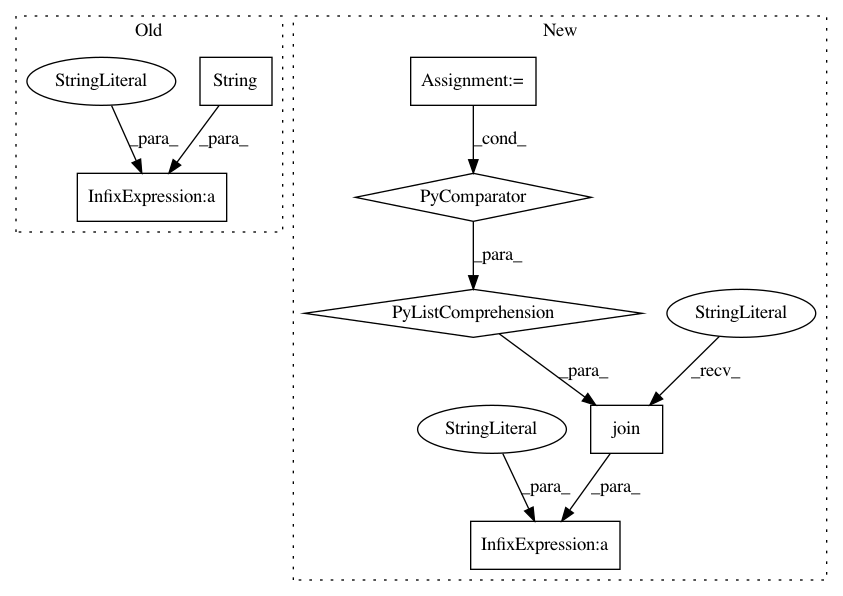 Old
New
StringLiteral
String
Assignment:=
_para_
_para_
_cond_
InfixExpression:a
PyComparator
_para_
PyListComprehension
StringLiteral
_para_
_recv_
StringLiteral
join
_para_
_para_
InfixExpression:a